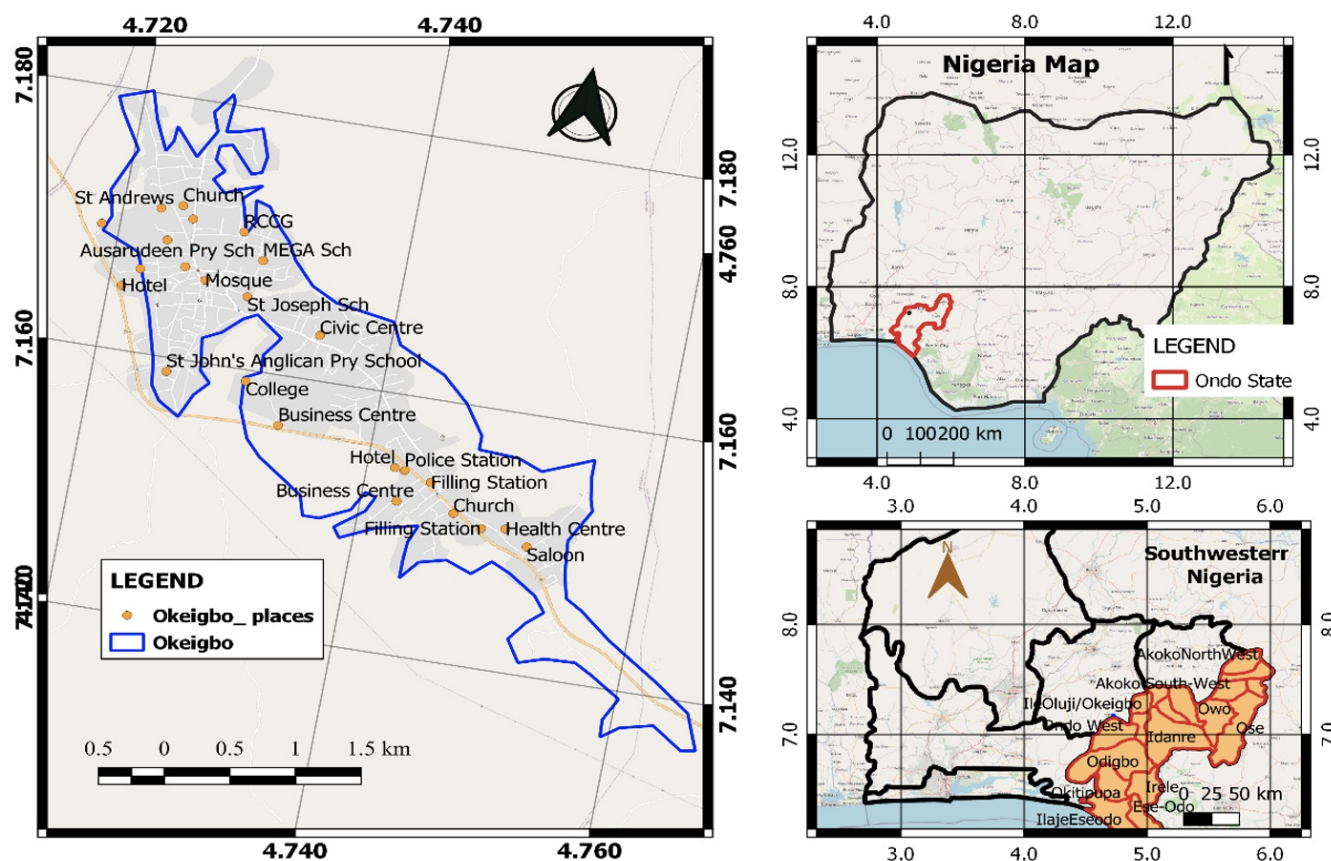 4.720
4.740
7.180
7.160
7.140
7.180
4.760
7.160
7.140
4.740
4.760
St Andrews
Church
RCCG
Ausarudeen Pry Sch
MEGA Sch
Hotel
Mosque
St Joseph Sch
Civic Centre
St John's Anglican Pry School
College
Business Centre
Hotel
Police Station
Business Centre
Filling Station
Church
Filling Station
Health Centre
Saloon
LEGEND
Okeigbo_ places
Okeigbo
0.5 0 0.5 1 1.5 km
4.0 8.0 12.0
Nigeria Map
12.0
12.0
8.0
8.0
LEGEND
Ondo State
4.0
4.0
0 100200 km
4.0 8.0 12.0
3.0 4.0 5.0 6.0
N
Southwesterr
Nigeria
8.0
8.0
AkokoNorthWest
Akoko South-West
IleOluji/Okeigbo
Owo
Ondo West
Ose
7.0
7.0
Idanre
Odigbo
Okitipupa
Irele
0 25 50 km
Ese-Odo
IlajeEseodo
3.0 4.0 5.0 6.0